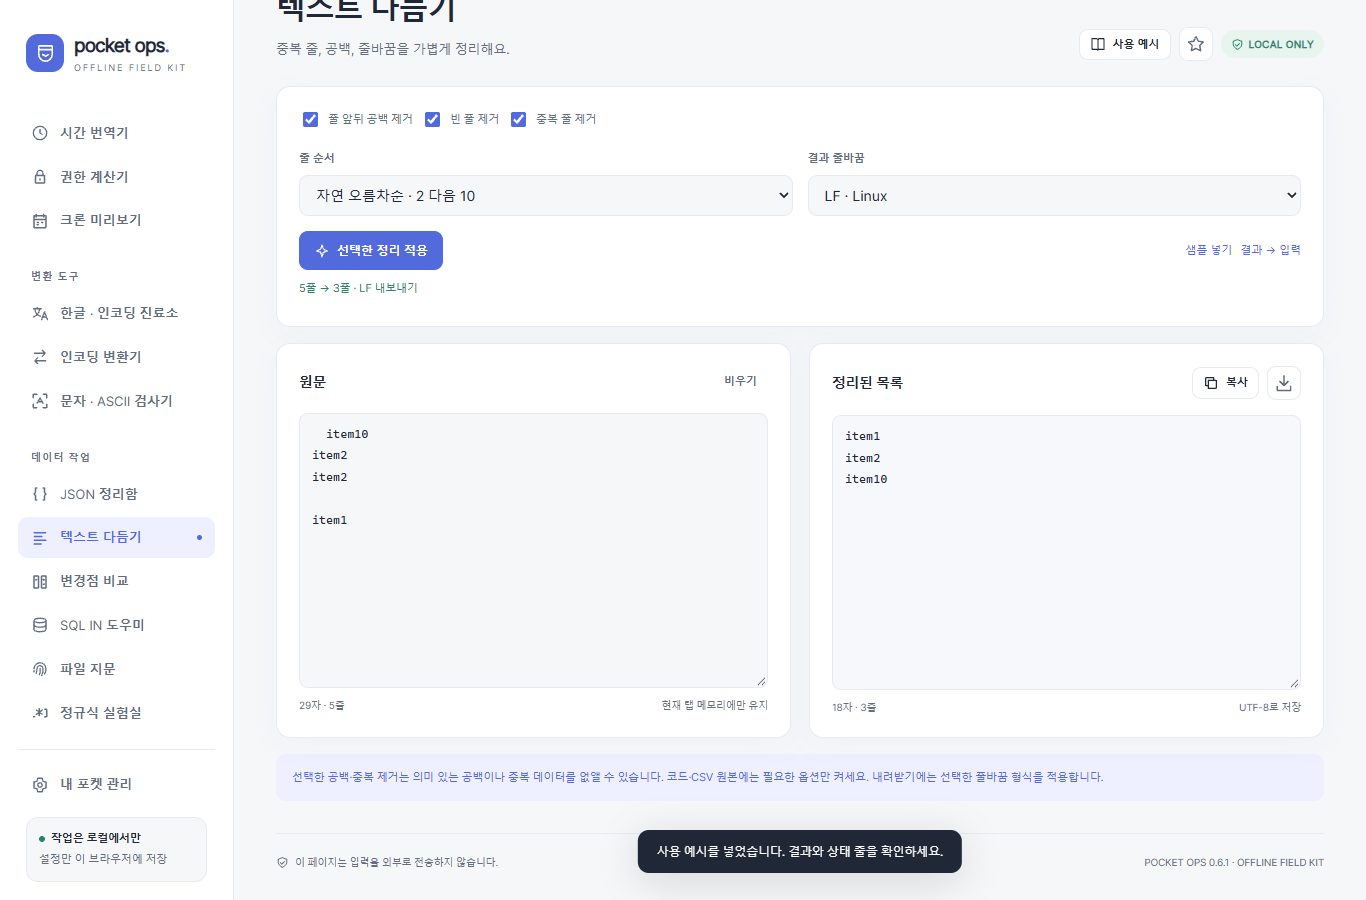 pocket ops.
OFFLINE FIELD KIT
시간 번역기
권한 계산기
크론 미리보기
변환 도구
한글 · 인코딩 진료소
인코딩 변환기
문자 · ASCII 검사기
데이터 작업
JSON 정리함
텍스트 다듬기
변경점 비교
SQL IN 도우미
파일 지문
정규식 실험실
내 포켓 관리
작업은 로컬에서만
설정만 이 브라우저에 저장
텍스트 다듬기
중복 줄, 공백, 줄바꿈을 가볍게 정리해요.
사용 예시
LOCAL ONLY
줄 앞뒤 공백 제거
빈 줄 제거
중복 줄 제거
줄 순서
결과 줄바꿈
자연 오름차순 · 2 다음 10
LF · Linux
선택한 정리 적용
샘플 넣기
결과 → 입력
5줄 → 3줄 · LF 내보내기
원문
비우기
item10
item2
item2
item1
29자 · 5줄
현재 탭 메모리에만 유지
정리된 목록
복사
item1
item2
item10
18자 · 3줄
UTF-8로 저장
선택한 공백·중복 제거는 의미 있는 공백이나 중복 데이터를 없앨 수 있습니다. 코드·CSV 원본에는 필요한 옵션만 켜세요. 내려받기에는 선택한 줄바꿈 형식을 적용합니다.
이 페이지는 입력을 외부로 전송하지 않습니다.
사용 예시를 넣었습니다. 결과와 상태 줄을 확인하세요.
POCKET OPS 0.6.1 · OFFLINE FIELD KIT